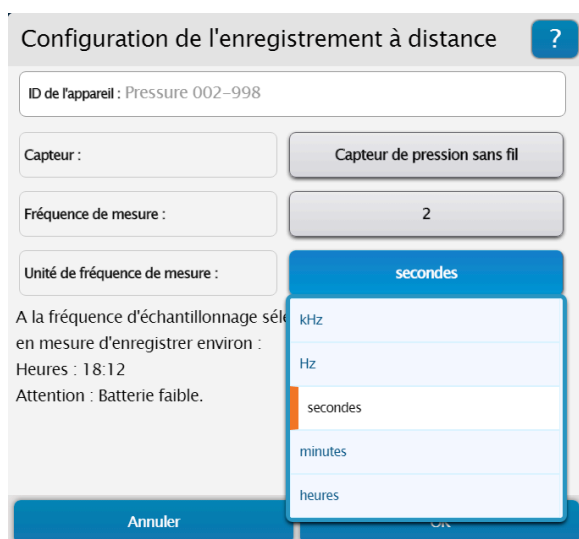 Configuration de l'enregistrement à distance ?
ID de l'appareil : Pressure 002-998
Capteur : Capteur de pression sans fil
Fréquence de mesure : 2
Unité de fréquence de mesure : secondes
A la fréquence d'échantillonnage
en mesure d'enregistrer environ :
Heures : 18:12
Attention : Batterie faible.
kHz
Hz
secondes
minutes
heures
Annuler